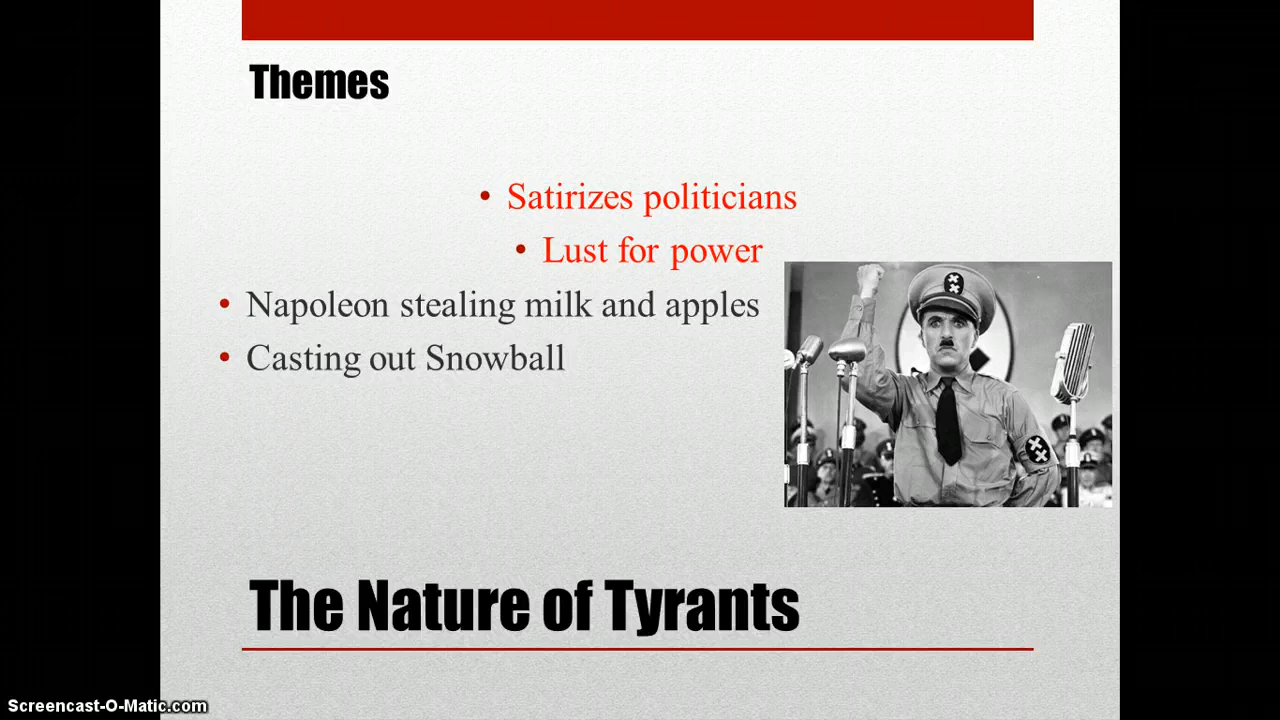 Themes
• Satirizes politicians
• Lust for power
• Napoleon stealing milk and apples
• Casting out Snowball
The Nature of Tyrants
Screencast-O-Matic.com